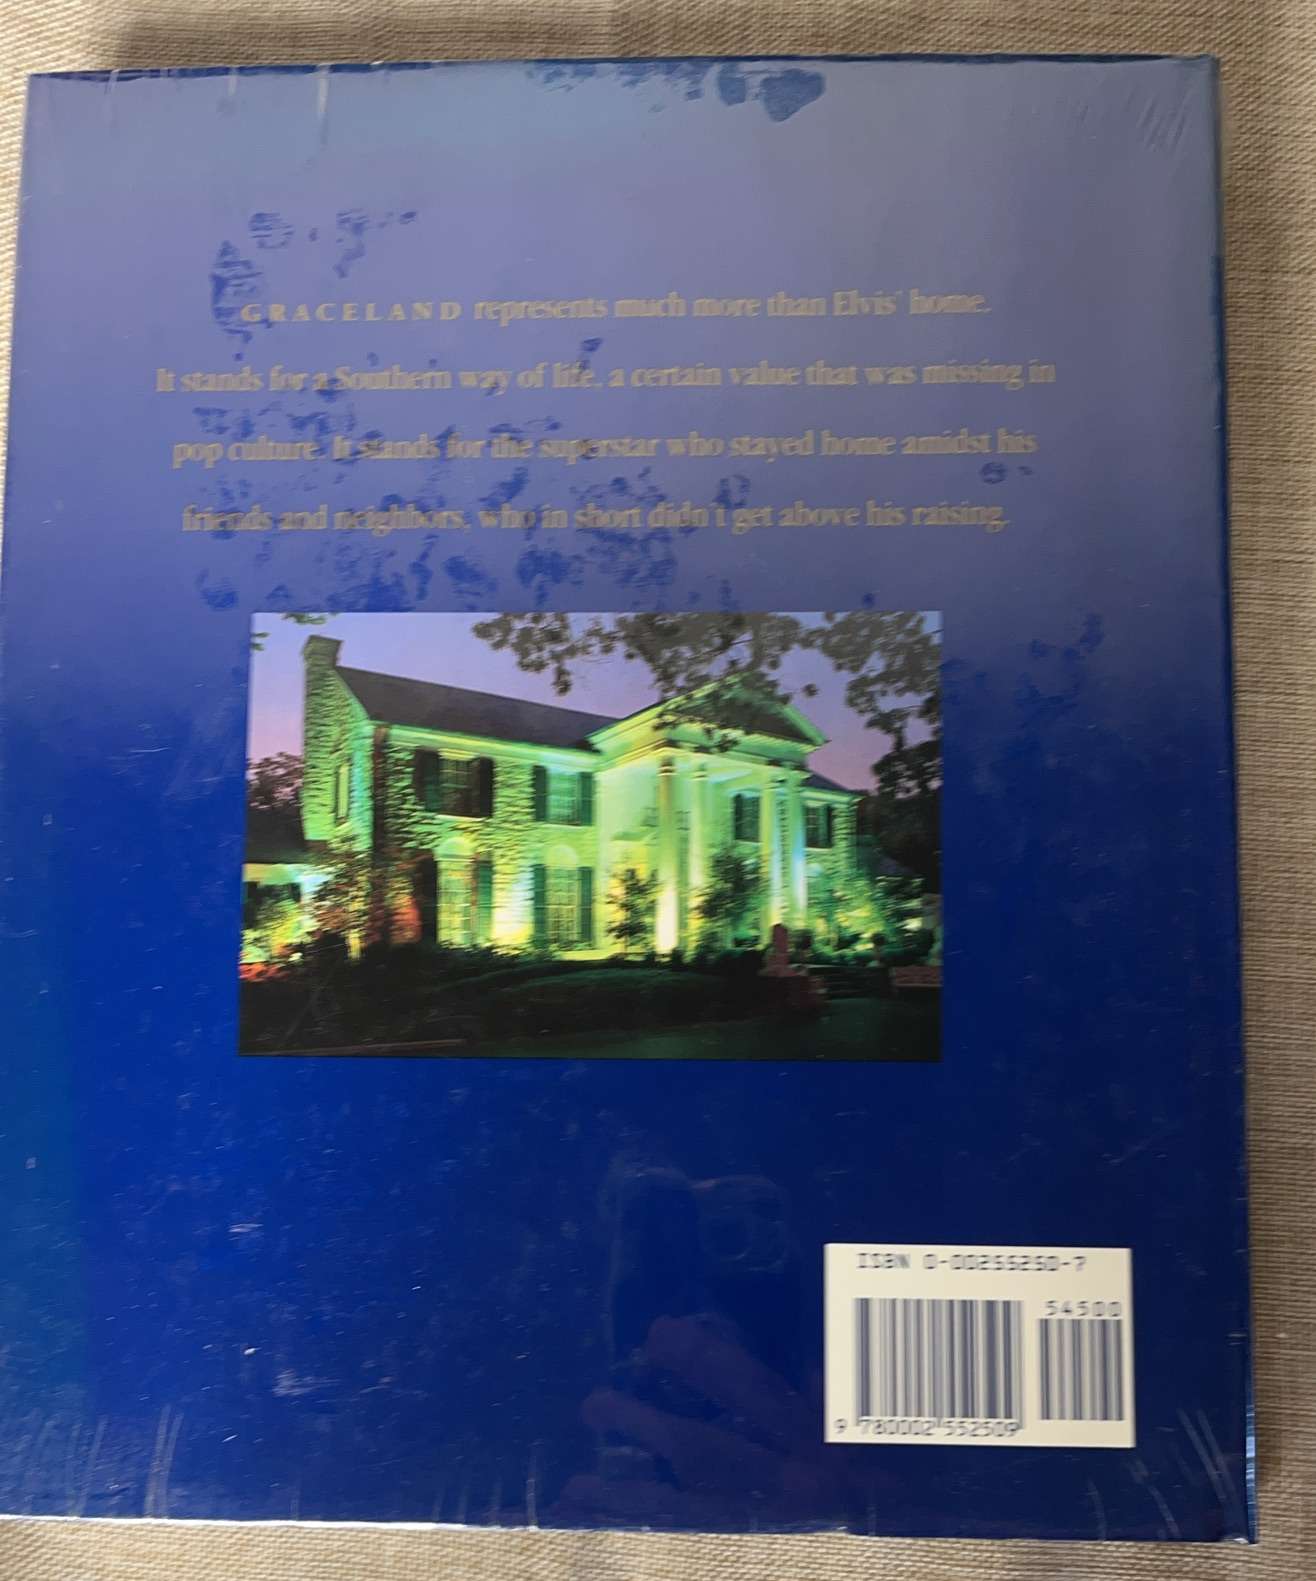 GRACELAND represents much more than Elvis' home.
It stands for a Southern way of life, a certain value that was missing in
pop culture. It stands for the superstar who stayed home amidst his
friends and neighbors, who in short didn't get above his raising.
ISBN 0-00255250-7
54500
9 780002 552509